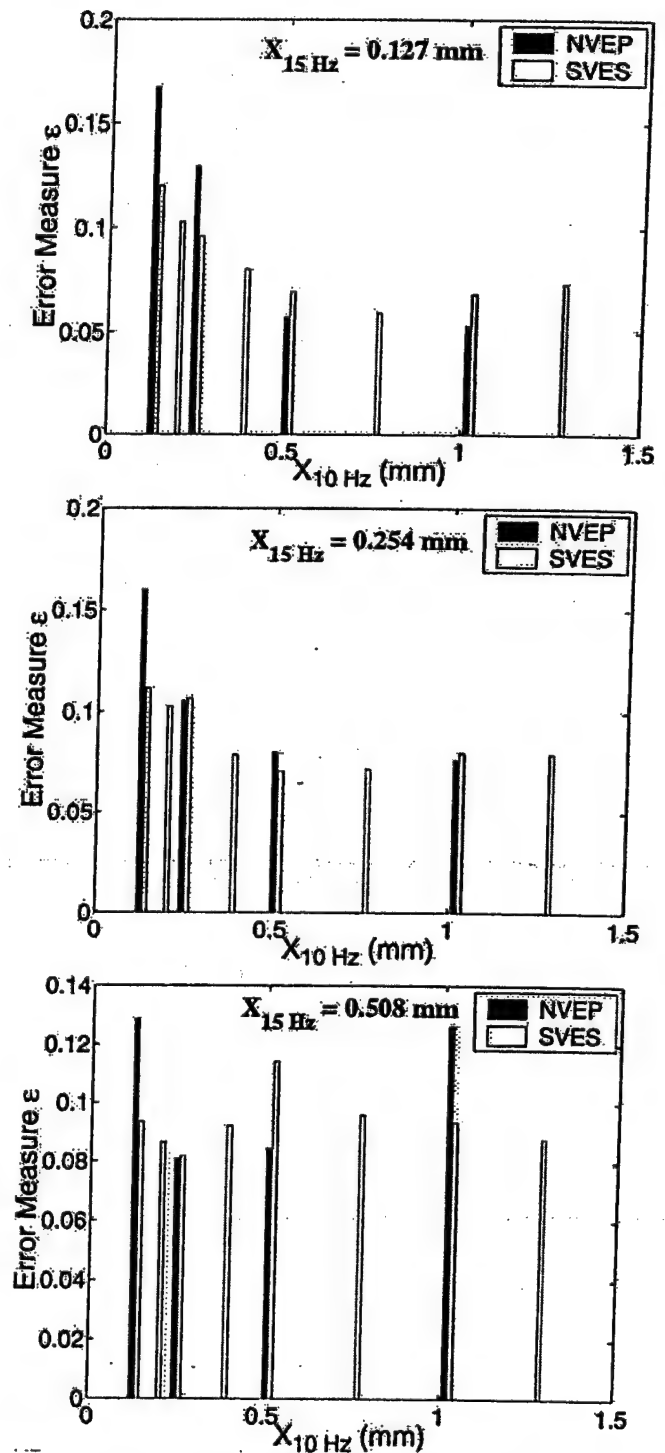 0.2
X15 Hz = 0.127 mm
NVEP
SVES
0.15
0.1
0.05
0
Error Measure ε
0
0.5
1
1.5
X10 Hz (mm)
0.2
X15 Hz = 0.254 mm
NVEP
SVES
0.15
0.1
0.05
0
Error Measure ε
0
0.5
1
1.5
X10 Hz (mm)
0.14
X15 Hz = 0.508 mm
NVEP
SVES
0.12
0.1
0.08
0.06
0.04
0.02
0
Error Measure ε
0
0.5
1
1.5
X10 Hz (mm)